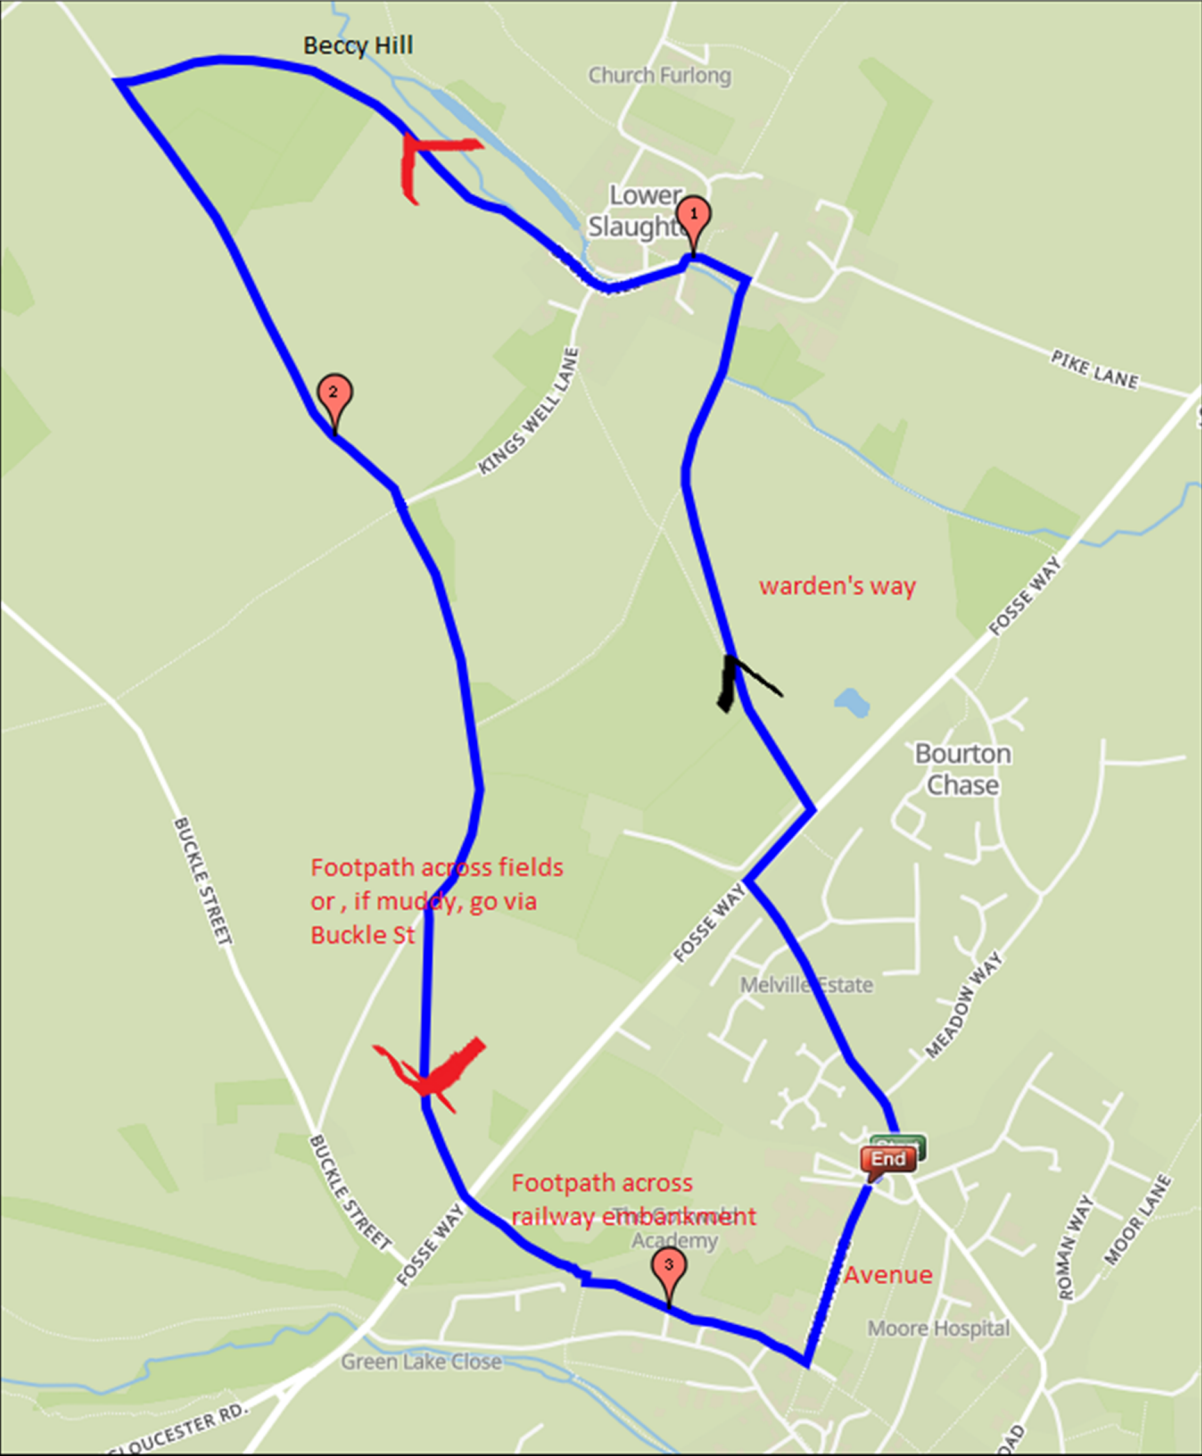 Beccy Hill
Church Furlong
Lower
1
2
KINGS WELL LANE
PIKE LANE
warden's way
FOSSE WAY
Bourton
Chase
BUCKLE STREET
Footpath across fields
or , if muddy, go via
Buckle St
FOSSE WAY
Melville Estate
MEADOW WAY
BUCKLE STREET
End
Footpath across
railway embankment
Academy
FOSSE WAY
3
ROMAN WAY
MOOR LANE
Avenue
Moore Hospital
Green Lake Close
GLOUCESTER RD.